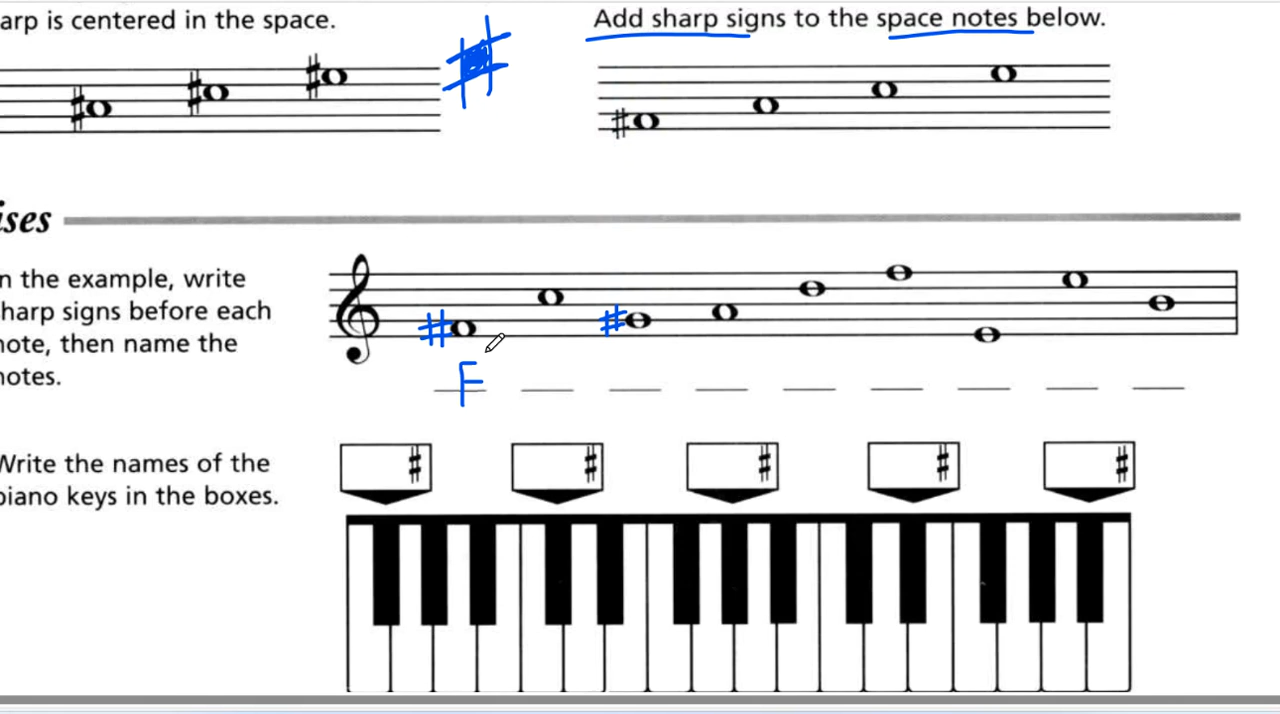 arp is centered in the space.
Add sharp signs to the space notes below.
ises
n the example, write
harp signs before each
note, then name the
notes.
F
Write the names of the
piano keys in the boxes.